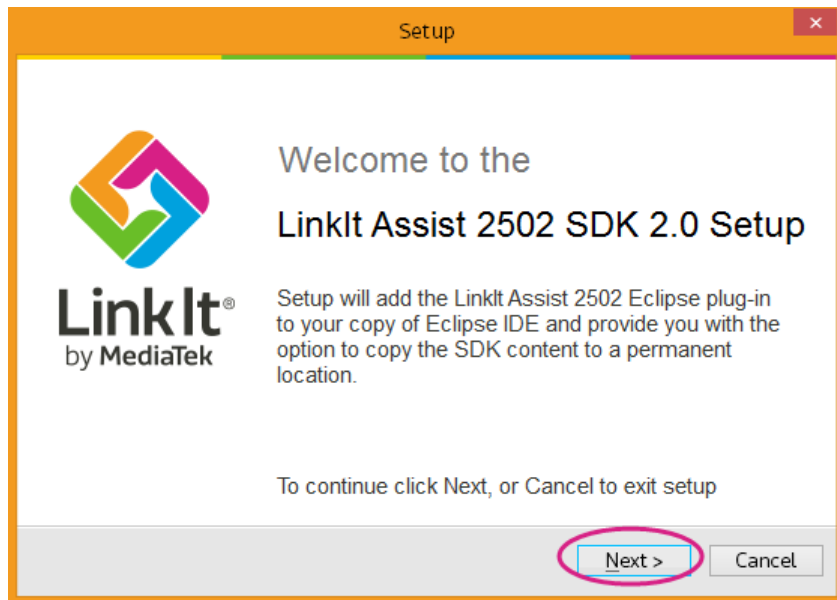 Setup
Welcome to the
LinkIt Assist 2502 SDK 2.0 Setup
LinkIt®
by MediaTek
Setup will add the LinkIt Assist 2502 Eclipse plug-in
to your copy of Eclipse IDE and provide you with the
option to copy the SDK content to a permanent
location.
To continue click Next, or Cancel to exit setup
Next >
Cancel